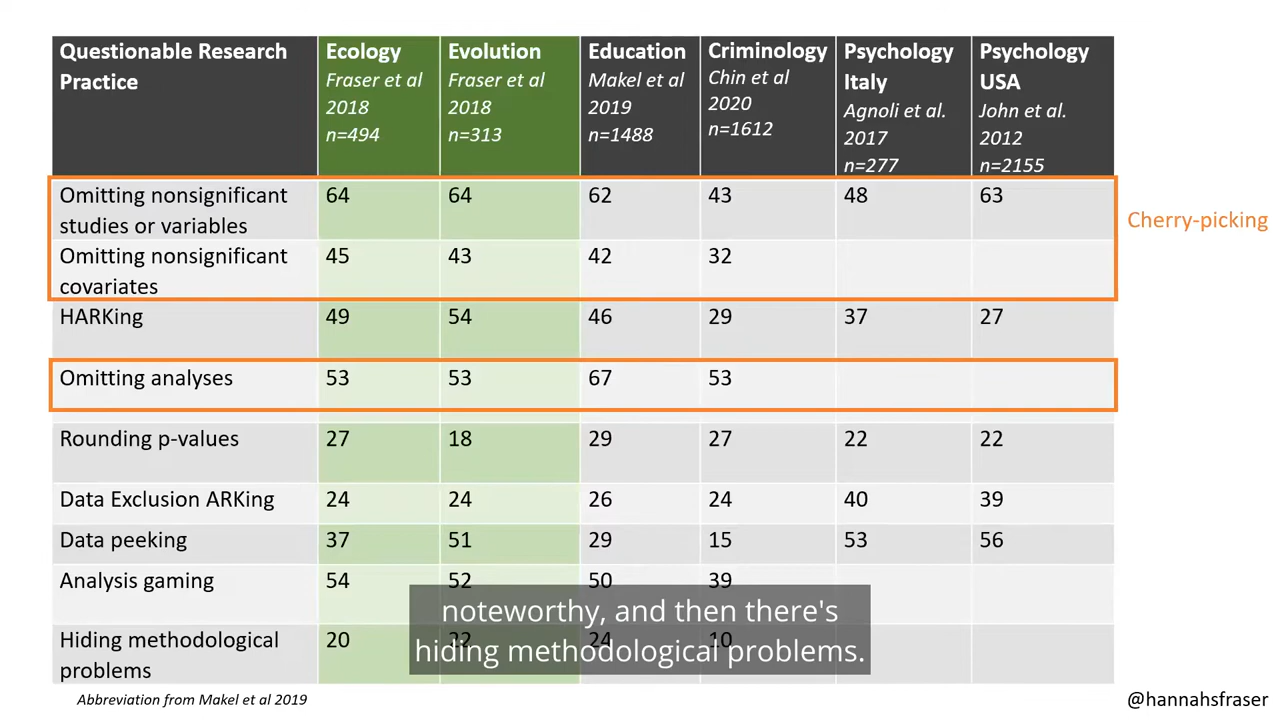 Questionable Research Practice Ecology Fraser et al 2018 n=494 Evolution Fraser et al 2018 n=313 Education Makel et al 2019 n=1488 Criminology Chin et al 2020 n=1612 Psychology Italy Agnoli et al. 2017 n=277 Psychology USA John et al. 2012 n=2155
Omitting nonsignificant studies or variables 64 64 62 43 48 63
Cherry-picking
Omitting nonsignificant covariates 45 43 42 32
HARKing 49 54 46 29 37 27
Omitting analyses 53 53 67 53
Rounding p-values 27 18 29 27 22 22
Data Exclusion ARKing 24 24 26 24 40 39
Data peeking 37 51 29 15 53 56
Analysis gaming 54 52 50 39
Hiding methodological problems 20 22 24 10
noteworthy, and then there's
hiding methodological problems.
Abbreviation from Makel et al 2019
@hannahsfraser